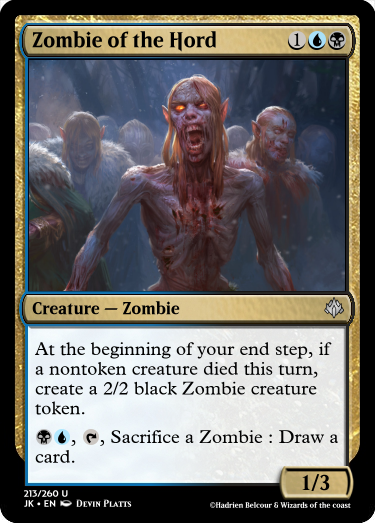 Zombie of the Hord 1
Creature — Zombie
At the beginning of your end step, if
a nontoken creature died this turn,
create a 2/2 black Zombie creature
token.
, , Sacrifice a Zombie : Draw a
card.
1/3
213/260 U
JK • EN DEVIN PLATTS
©Hadrien Belcour & Wizards of the coast